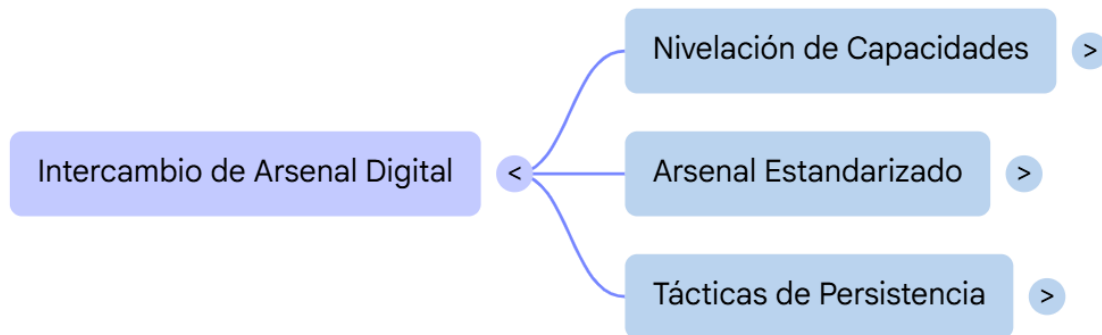 Nivelación de Capacidades >
Intercambio de Arsenal Digital <
Arsenal Estandarizado >
Tácticas de Persistencia >